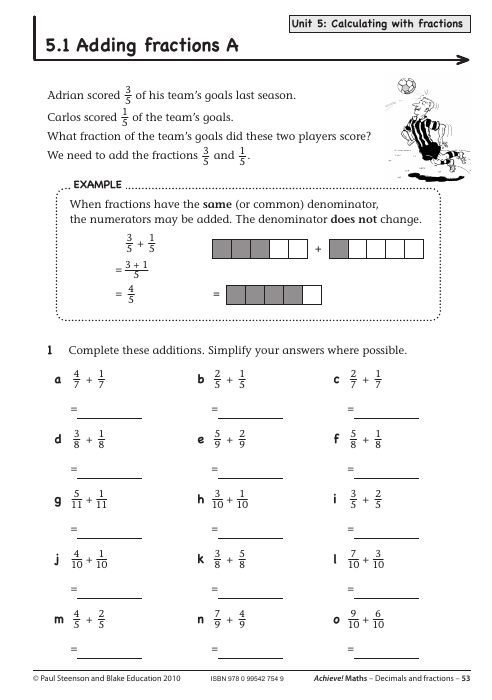 Unit 5: Calculating with fractions
5.1 Adding fractions A
Adrian scored 3/5 of his team's goals last season.
Carlos scored 1/5 of the team's goals.
What fraction of the team's goals did these two players score?
We need to add the fractions 3/5 and 1/5.
EXAMPLE
When fractions have the same (or common) denominator,
the numerators may be added. The denominator does not change.
3/5 + 1/5 +
= 3 + 1/5
= 4/5 =
1 Complete these additions. Simplify your answers where possible.
a 4/7 + 1/7 b 2/5 + 1/5 c 2/7 + 1/7
= = =
d 3/8 + 1/8 e 5/9 + 2/9 f 5/8 + 1/8
= = =
g 5/11 + 1/11 h 3/10 + 1/10 i 3/5 + 2/5
= = =
j 4/10 + 1/10 k 3/8 + 5/8 l 7/10 + 3/10
= = =
m 4/5 + 2/5 n 7/9 + 4/9 o 9/10 + 6/10
= = =
© Paul Steenson and Blake Education 2010 ISBN 978 0 99542 754 9 Achieve! Maths – Decimals and fractions – 53